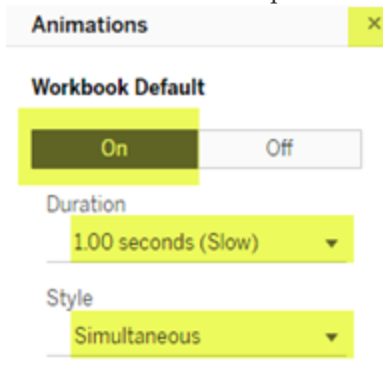 Animations ×
Workbook Default
On Off
Duration
1.00 seconds (Slow)
Style
Simultaneous